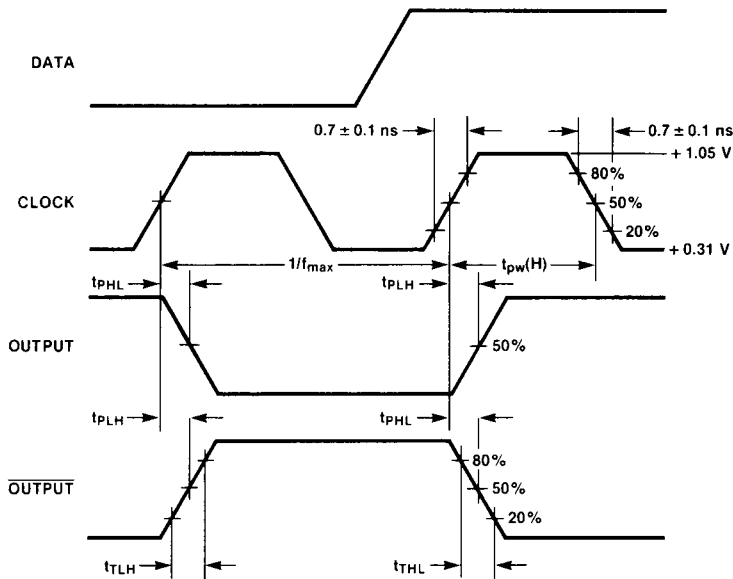 DATA
0.7 ± 0.1 ns
0.7 ± 0.1 ns
+ 1.05 V
80%
CLOCK
50%
20%
+ 0.31 V
1/fmax
tpw(H)
tPHL
tPLH
OUTPUT
50%
tPLH
tPHL
80%
OUTPUT
50%
20%
tTLH
tTHL